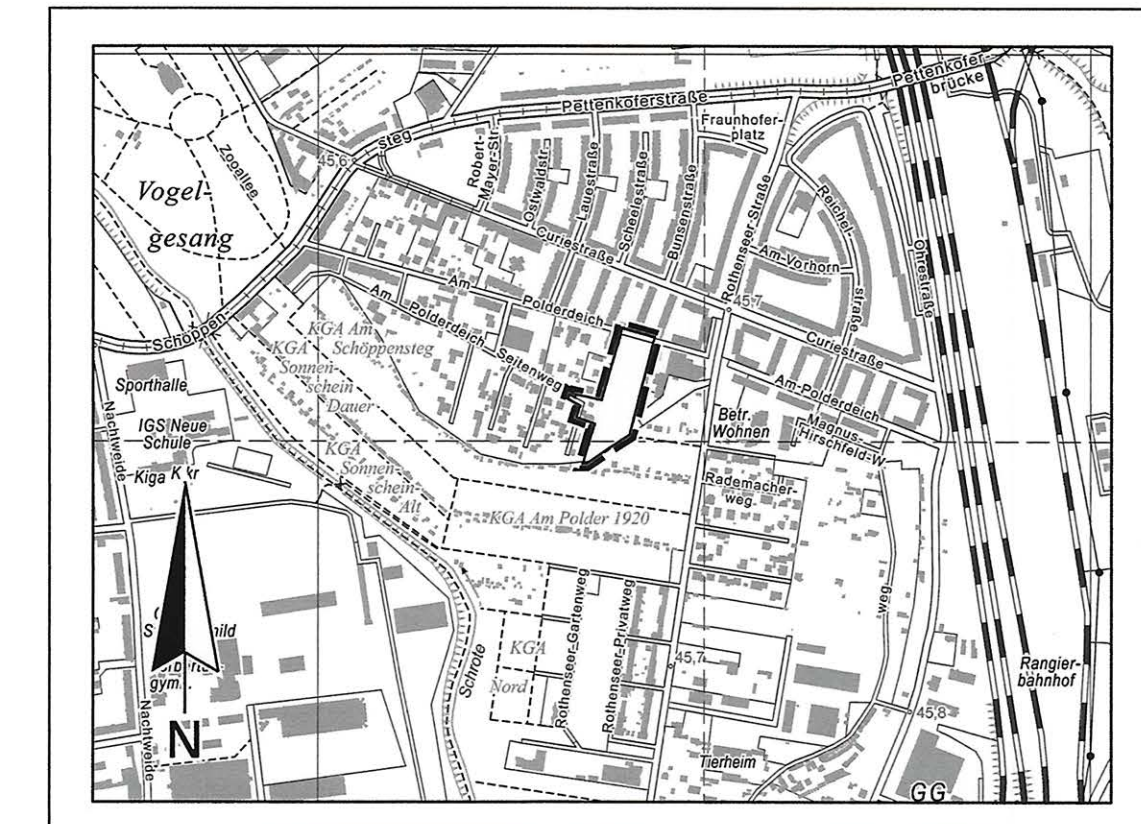 Pettenkoferstraße
Pettenkofer-
brücke
Fraunhofer-
platz
steg
45,6
Zooallee
Vogel-
gesang
Robert-
Mayer-Str.
Ostwaldstr.
Lauestraße
Scheelestraße
Bunsenstraße
Rothenseer-Straße
Reichel-
straße
Am-Vorhorn
Ohrestraße
Curiestraße
45,7
Curiestraße
Am
Polderdeich
Am
Polderdeich-Seitenweg
Am-Polderdeich
Magnus-
Hirschfeld-W.
Schöppen-
KGA Am
Schöppensteg
KGA
Sonnen-
schein
Dauer
KGA
Sonnen-
schein-
Alt
Sporthalle
IGS Neue
Schule
Kiga
Nachtweide
Betr.
Wohnen
Rademacher-
weg
KGA Am Polder 1920
Rothenseer-Gartenweg
Rothenseer-Privatweg
weg
KGA
Nord
Schrote
45,7
45,8
Rangier-
bahnhof
gym.
Nachtweide
N
Tierheim
GG